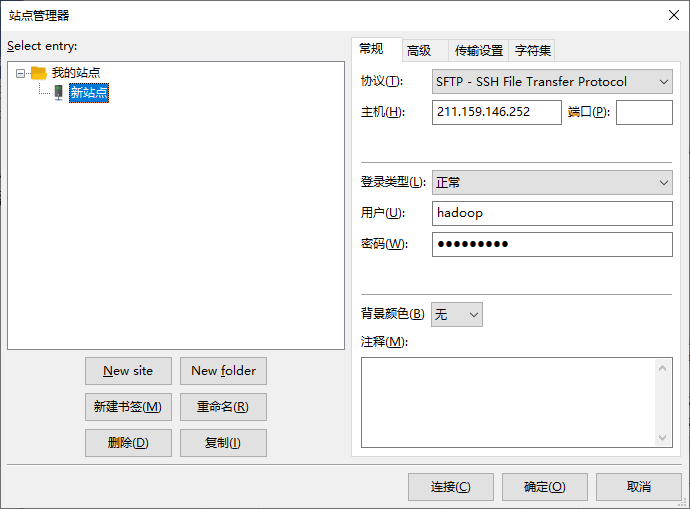 站点管理器
Select entry:
我的站点
新站点
New site
New folder
新建书签(M)
重命名(R)
删除(D)
复制(I)
常规
高级
传输设置
字符集
协议(T):
SFTP - SSH File Transfer Protocol
主机(H):
211.159.146.252
端口(P):
登录类型(L):
正常
用户(U):
hadoop
密码(W):
●●●●●●●●●
背景颜色(B)
无
注释(M):
连接(C)
确定(O)
取消